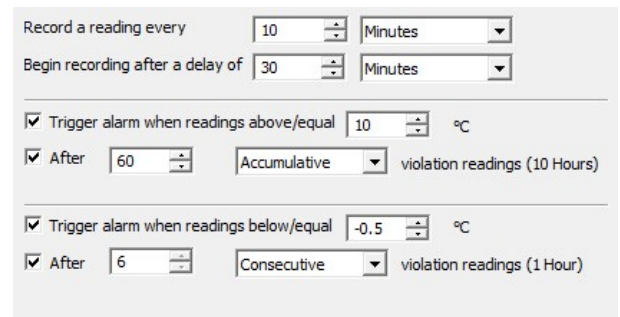 Record a reading every 10 Minutes
Begin recording after a delay of 30 Minutes
Trigger alarm when readings above/equal 10 ºC
After 60 Accumulative violation readings (10 Hours)
Trigger alarm when readings below/equal -0.5 ºC
After 6 Consecutive violation readings (1 Hour)